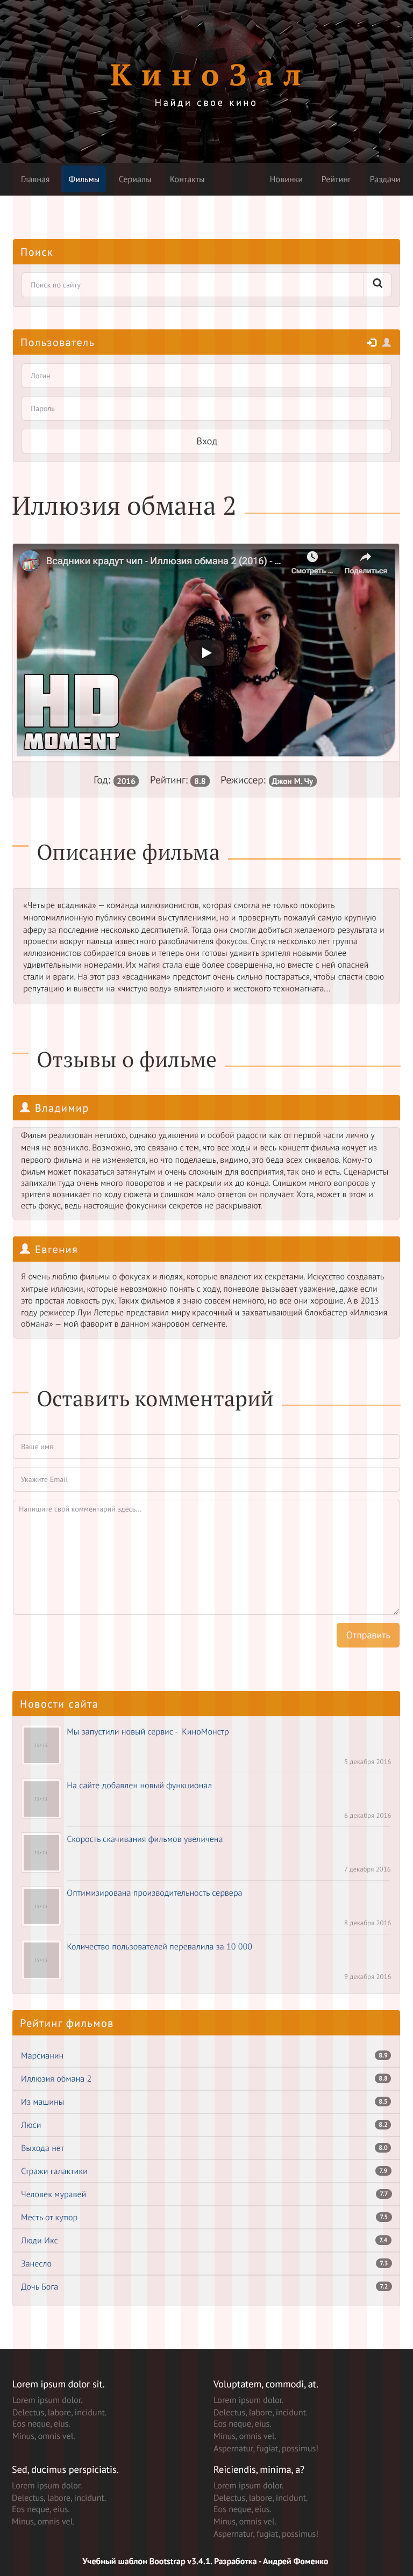 КиноЗал
Найди свое кино
Главная Фильмы Сериалы Контакты Новинки Рейтинг Раздачи
Поиск
Поиск по сайту
Пользователь
Логин
Пароль
Вход
Иллюзия обмана 2
Всадники крадут чип - Иллюзия обмана 2 (2016) - ...
Смотреть ... Поделиться
HD
MOMENT
Год: 2016 Рейтинг: 8.8 Режиссер: Джон М. Чу
Описание фильма
«Четыре всадника» — команда иллюзионистов, которая смогла не только покорить
многомиллионную публику своими выступлениями, но и провернуть пожалуй самую крупную
аферу за последние несколько десятилетий. Тогда они смогли добиться желаемого результата и
провести вокруг пальца известного разоблачителя фокусов. Спустя несколько лет группа
иллюзионистов собирается вновь и теперь они готовы удивить зрителя новыми более
удивительными номерами. Их магия стала еще более совершенна, но вместе с ней опасней
стали и враги. На этот раз «всадникам» предстоит очень сильно постараться, чтобы спасти свою
репутацию и вывести на «чистую воду» влиятельного и жестокого техномагната...
Отзывы о фильме
Владимир
Фильм реализован неплохо, однако удивления и особой радости как от первой части лично у
меня не возникло. Возможно, это связано с тем, что все ходы и весь концепт фильма кочует из
первого фильма и не изменяется, но что поделаешь, видимо, это беда всех сиквелов. Кому-то
фильм может показаться затянутым и очень сложным для восприятия, так оно и есть. Сценаристы
запихали туда очень много поворотов и не раскрыли их до конца. Слишком много вопросов у
зрителя возникает по ходу сюжета и слишком мало ответов он получает. Хотя, может в этом и
есть фокус, ведь настоящие фокусники секретов не раскрывают.
Евгения
Я очень люблю фильмы о фокусах и людях, которые владеют их секретами. Искусство создавать
хитрые иллюзии, которые невозможно понять с ходу, поневоле вызывает уважение, даже если
это простая ловкость рук. Таких фильмов я знаю совсем немного, но все они хорошие. А в 2013
году режиссер Луи Летерье представил миру красочный и захватывающий блокбастер «Иллюзия
обмана» — мой фаворит в данном жанровом сегменте.
Оставить комментарий
Ваше имя
Укажите Email
Напишите свой комментарий здесь...
Отправить
Новости сайта
75×75 Мы запустили новый сервис - КиноМонстр
5 декабря 2016
75×75 На сайте добавлен новый функционал
6 декабря 2016
75×75 Скорость скачивания фильмов увеличена
7 декабря 2016
75×75 Оптимизирована производительность сервера
8 декабря 2016
75×75 Количество пользователей перевалила за 10 000
9 декабря 2016
Рейтинг фильмов
Марсианин 8.9
Иллюзия обмана 2 8.8
Из машины 8.5
Люси 8.2
Выхода нет 8.0
Стражи галактики 7.9
Человек муравей 7.7
Месть от кутюр 7.5
Люди Икс 7.4
Занесло 7.3
Дочь Бога 7.2
Lorem ipsum dolor sit. Voluptatem, commodi, at.
Lorem ipsum dolor. Lorem ipsum dolor.
Delectus, labore, incidunt. Delectus, labore, incidunt.
Eos neque, eius. Eos neque, eius.
Minus, omnis vel. Minus, omnis vel.
Aspernatur, fugiat, possimus!
Sed, ducimus perspiciatis. Reiciendis, minima, a?
Lorem ipsum dolor. Lorem ipsum dolor.
Delectus, labore, incidunt. Delectus, labore, incidunt.
Eos neque, eius. Eos neque, eius.
Minus, omnis vel. Minus, omnis vel.
Aspernatur, fugiat, possimus!
Учебный шаблон Bootstrap v3.4.1. Разработка - Андрей Фоменко